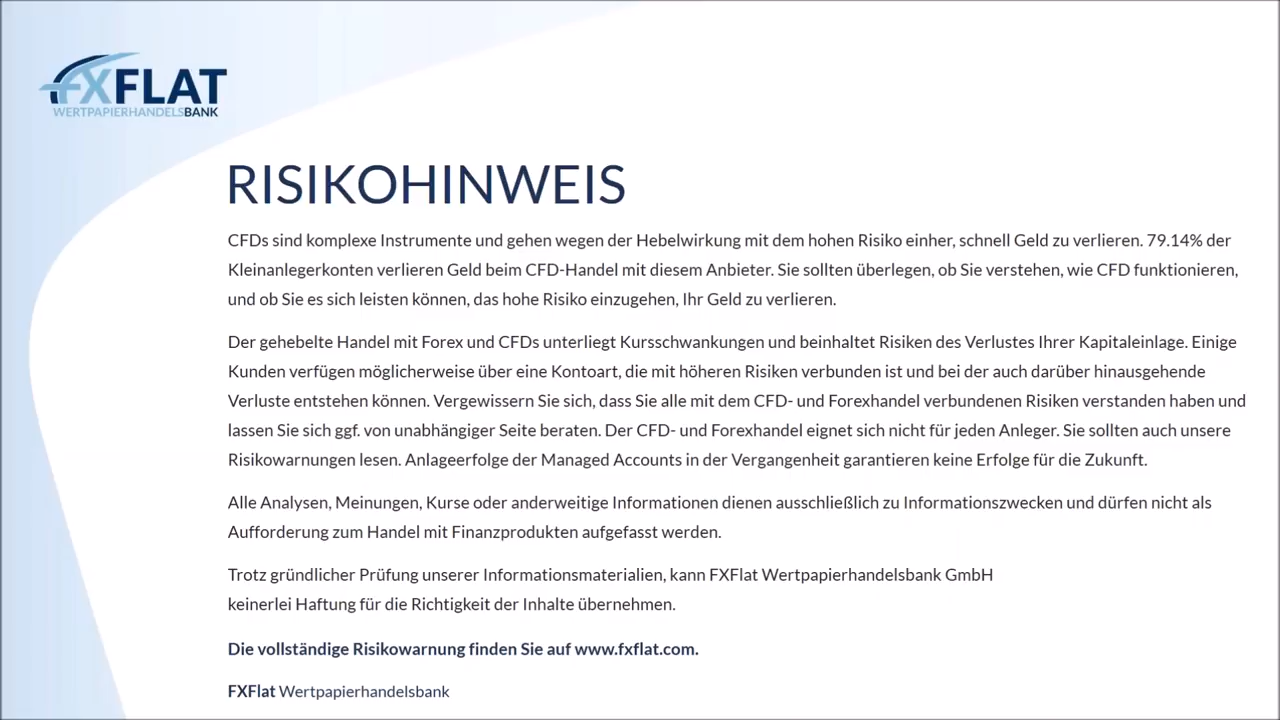 FXFLAT
WERTPAPIERHANDELSBANK
RISIKOHINWEIS
CFDs sind komplexe Instrumente und gehen wegen der Hebelwirkung mit dem hohen Risiko einher, schnell Geld zu verlieren. 79.14% der
Kleinanlegerkonten verlieren Geld beim CFD-Handel mit diesem Anbieter. Sie sollten überlegen, ob Sie verstehen, wie CFD funktionieren,
und ob Sie es sich leisten können, das hohe Risiko einzugehen, Ihr Geld zu verlieren.
Der gehebelte Handel mit Forex und CFDs unterliegt Kursschwankungen und beinhaltet Risiken des Verlustes Ihrer Kapitaleinlage. Einige
Kunden verfügen möglicherweise über eine Kontoart, die mit höheren Risiken verbunden ist und bei der auch darüber hinausgehende
Verluste entstehen können. Vergewissern Sie sich, dass Sie alle mit dem CFD- und Forexhandel verbundenen Risiken verstanden haben und
lassen Sie sich ggf. von unabhängiger Seite beraten. Der CFD- und Forexhandel eignet sich nicht für jeden Anleger. Sie sollten auch unsere
Risikowarnungen lesen. Anlageerfolge der Managed Accounts in der Vergangenheit garantieren keine Erfolge für die Zukunft.
Alle Analysen, Meinungen, Kurse oder anderweitige Informationen dienen ausschließlich zu Informationszwecken und dürfen nicht als
Aufforderung zum Handel mit Finanzprodukten aufgefasst werden.
Trotz gründlicher Prüfung unserer Informationsmaterialien, kann FXFlat Wertpapierhandelsbank GmbH
keinerlei Haftung für die Richtigkeit der Inhalte übernehmen.
Die vollständige Risikowarnung finden Sie auf www.fxflat.com.
FXFlat Wertpapierhandelsbank